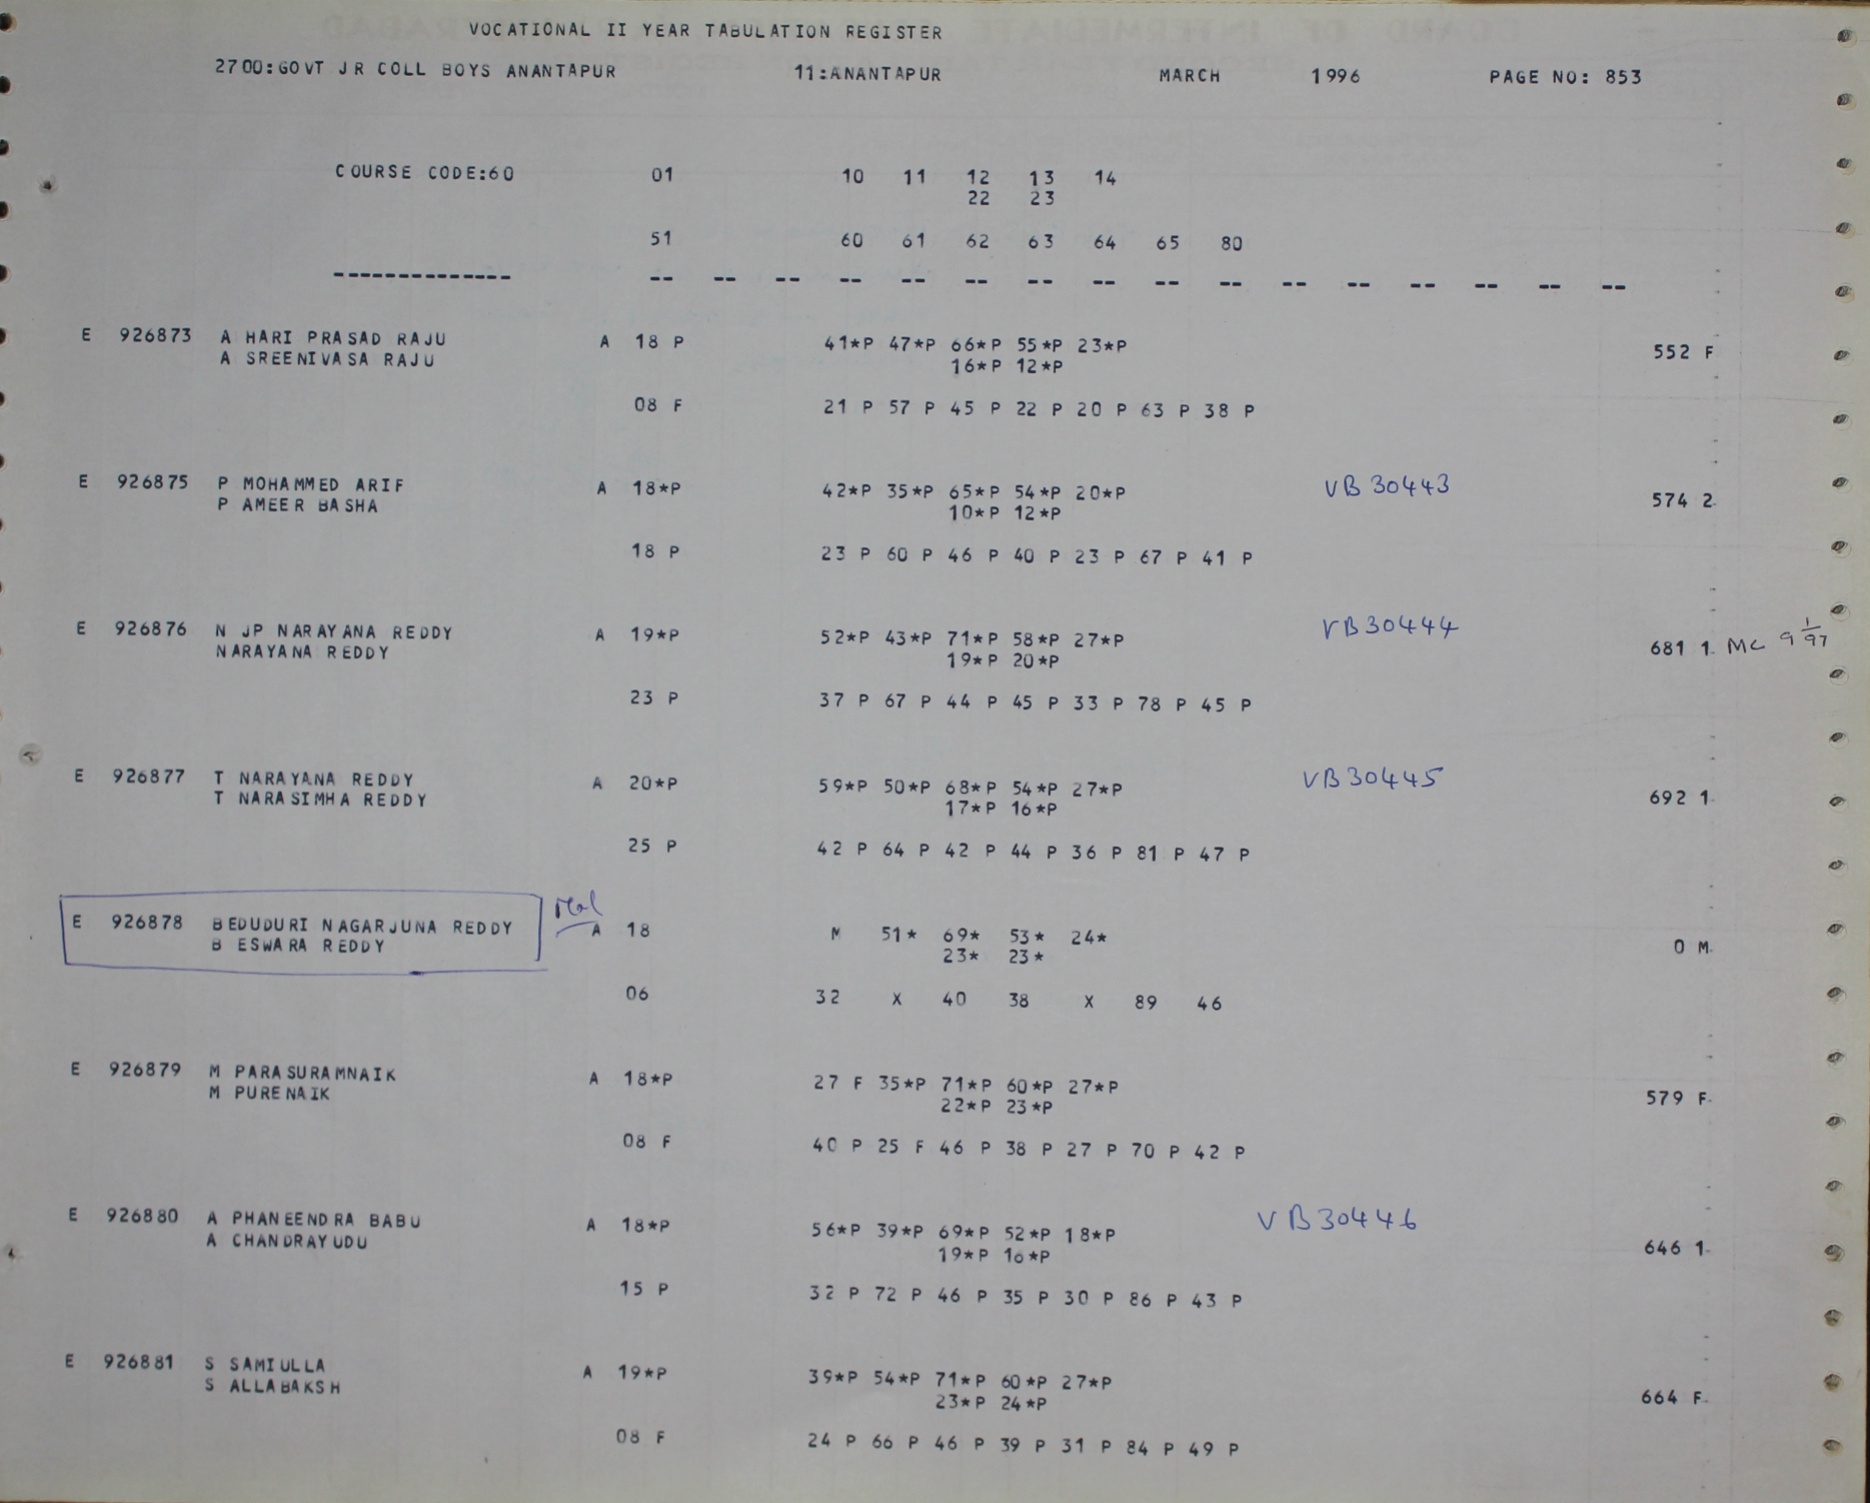 VOCATIONAL II YEAR TABULATION REGISTER
2700:GOVT JR COLL BOYS ANANTAPUR 11:ANANTAPUR MARCH 1996 PAGE NO: 853
COURSE CODE:60 01 10 11 12 13 14
22 23
51 60 61 62 63 64 65 80
-------------- -- -- -- -- -- -- -- -- -- -- -- -- -- -- -- --
E 926873 A HARI PRASAD RAJU A 18 P 41*P 47*P 66*P 55*P 23*P 552 F
A SREENIVASA RAJU 16*P 12*P
08 F 21 P 57 P 45 P 22 P 20 P 63 P 38 P
E 926875 P MOHAMMED ARIF A 18*P 42*P 35*P 65*P 54*P 20*P VB30443 574 2
P AMEER BASHA 10*P 12*P
18 P 23 P 60 P 46 P 40 P 23 P 67 P 41 P
E 926876 N JP NARAYANA REDDY A 19*P 52*P 43*P 71*P 58*P 27*P VB30444 681 1 MC 9 1/97
NARAYANA REDDY 19*P 20*P
23 P 37 P 67 P 44 P 45 P 33 P 78 P 45 P
E 926877 T NARAYANA REDDY A 20*P 59*P 50*P 68*P 54*P 27*P VB30445 692 1
T NARASIMHA REDDY 17*P 16*P
25 P 42 P 64 P 42 P 44 P 36 P 81 P 47 P
E 926878 BEDUDURI NAGARJUNA REDDY A 18 M 51* 69* 53* 24* 0 M
B ESWARA REDDY 23* 23*
06 32 X 40 38 X 89 46
E 926879 M PARASURAMNAIK A 18*P 27 F 35*P 71*P 60*P 27*P 579 F
M PURENAIK 22*P 23*P
08 F 40 P 25 F 46 P 38 P 27 P 70 P 42 P
E 926880 A PHANEENDRA BABU A 18*P 56*P 39*P 69*P 52*P 18*P VB30446 646 1
A CHANDRAYUDU 19*P 16*P
15 P 32 P 72 P 46 P 35 P 30 P 86 P 43 P
E 926881 S SAMIULLA A 19*P 39*P 54*P 71*P 60*P 27*P 664 F
S ALLABAKSH 23*P 24*P
08 F 24 P 66 P 46 P 39 P 31 P 84 P 49 P